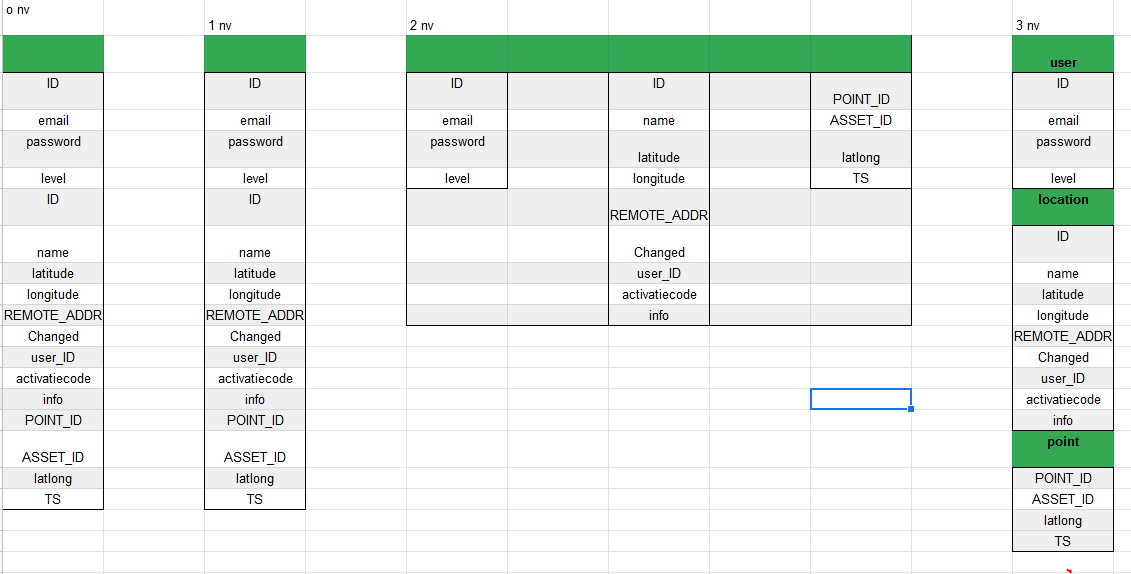 o nv
1 nv
2 nv
3 nv
ID
email
password
level
ID
name
latitude
longitude
REMOTE_ADDR
Changed
user_ID
activatiecode
info
POINT_ID
ASSET_ID
latlong
TS
ID
email
password
level
ID
name
latitude
longitude
REMOTE_ADDR
Changed
user_ID
activatiecode
info
POINT_ID
ASSET_ID
latlong
TS
ID
email
password
level
ID
name
latitude
longitude
REMOTE_ADDR
Changed
user_ID
activatiecode
info
POINT_ID
ASSET_ID
latlong
TS
user
ID
email
password
level
location
ID
name
latitude
longitude
REMOTE_ADDR
Changed
user_ID
activatiecode
info
point
POINT_ID
ASSET_ID
latlong
TS